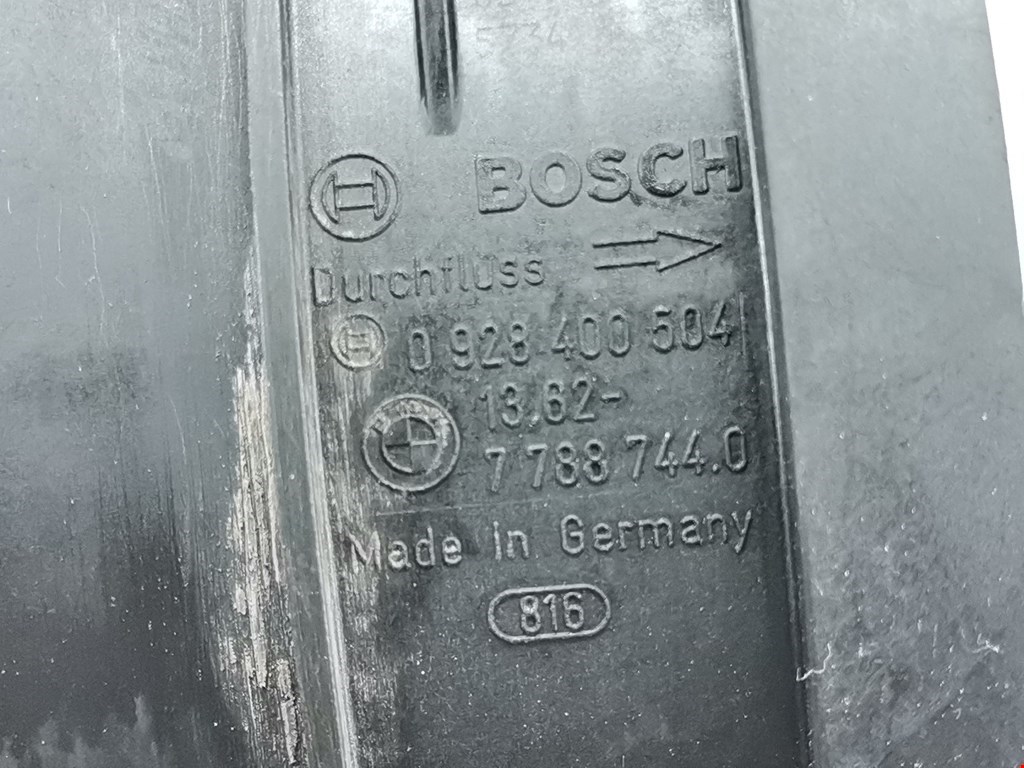 BOSCH
Durchfluss
0 928 400 504
13.62-
7 788 744.0
Made in Germany
816